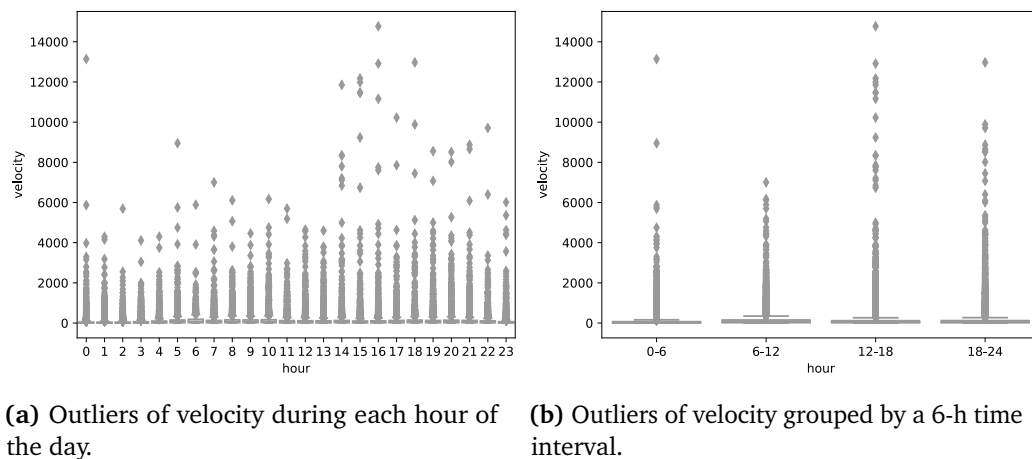 14000
12000
10000
8000
6000
4000
2000
0
velocity
0 1 2 3 4 5 6 7 8 9 10 11 12 13 14 15 16 17 18 19 20 21 22 23
hour
(a) Outliers of velocity during each hour of
the day.
14000
12000
10000
8000
6000
4000
2000
0
velocity
0-6 6-12 12-18 18-24
hour
(b) Outliers of velocity grouped by a 6-h time
interval.